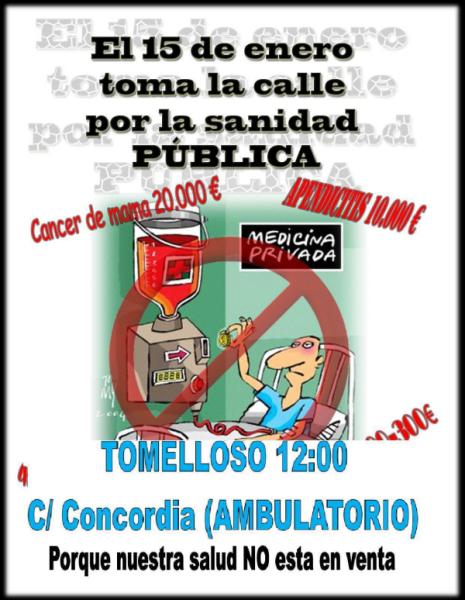 El 15 de enero
toma la calle
por la sanidad
PÚBLICA
Cancer de mama 20.000 €
APENDICITIS 10.000 €
MEDICINA
PRIVADA
300€
TOMELLOSO 12:00
C/ Concordia (AMBULATORIO)
Porque nuestra salud NO esta en venta